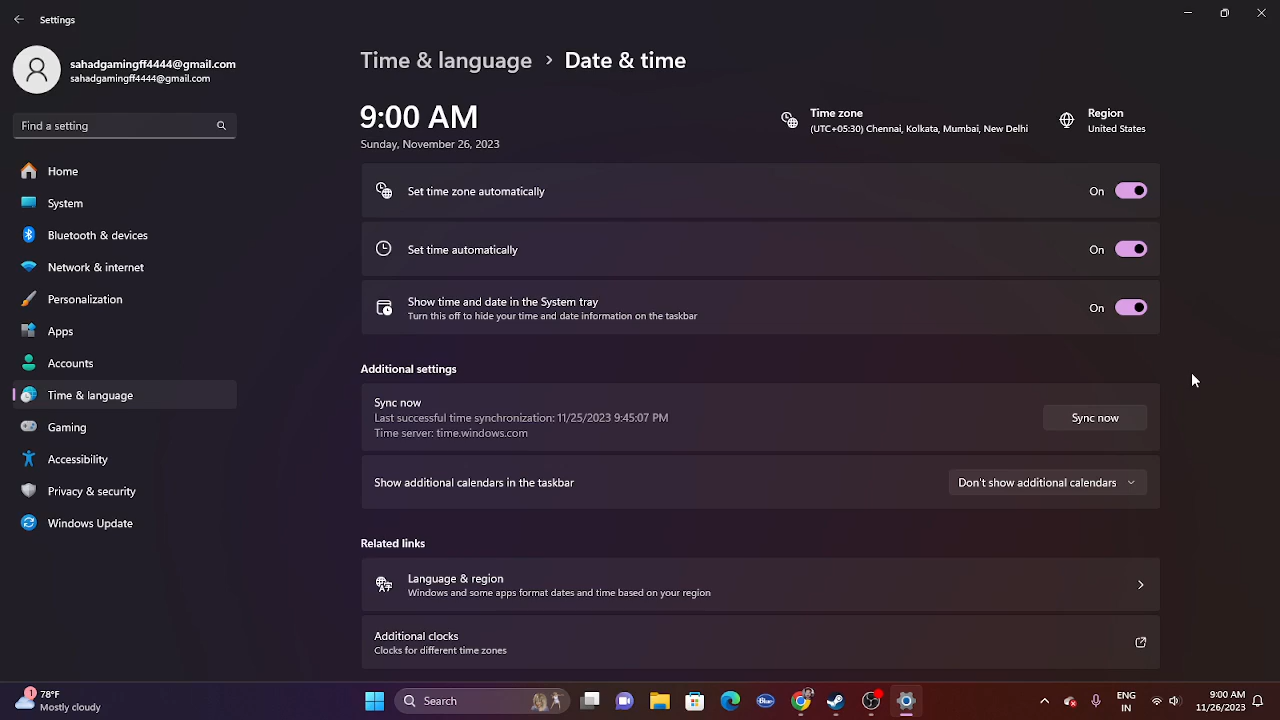 Settings
sahadgamingff4444@gmail.com
sahadgamingff4444@gmail.com
Find a setting
Home
System
Bluetooth & devices
Network & internet
Personalization
Apps
Accounts
Time & language
Gaming
Accessibility
Privacy & security
Windows Update
Time & language › Date & time
9:00 AM
Sunday, November 26, 2023
Time zone
(UTC+05:30) Chennai, Kolkata, Mumbai, New Delhi
Region
United States
Set time zone automatically On
Set time automatically On
Show time and date in the System tray On
Turn this off to hide your time and date information on the taskbar
Additional settings
Sync now
Last successful time synchronization: 11/25/2023 9:45:07 PM
Time server: time.windows.com
Sync now
Show additional calendars in the taskbar Don't show additional calendars
Related links
Language & region
Windows and some apps format dates and time based on your region
Additional clocks
Clocks for different time zones
1
78°F
Mostly cloudy
Search
ENG
IN
9:00 AM
11/26/2023